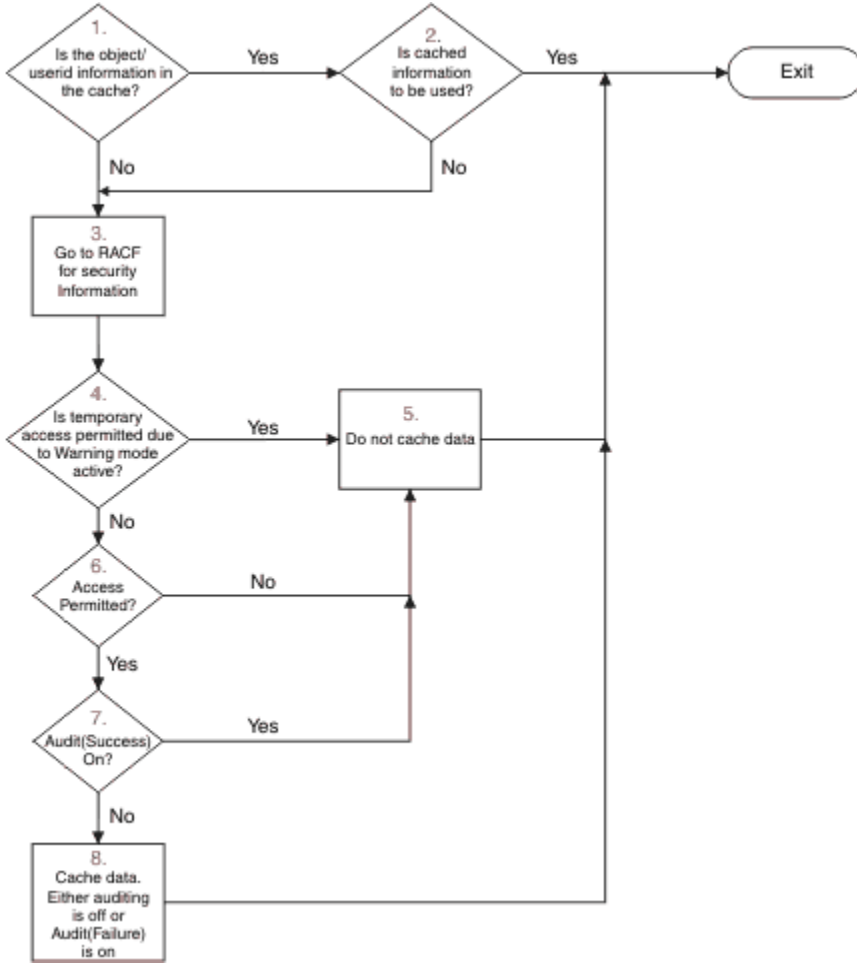 1.
Is the object/
userid information in
the cache?
Yes
2.
Is cached
information
to be used?
Yes
Exit
No
No
3.
Go to RACF
for security
Information
4.
Is temporary
access permitted due
to Warning mode
active?
Yes
5.
Do not cache data
No
6.
Access
Permitted?
No
Yes
7.
Audit(Success)
On?
Yes
No
8.
Cache data.
Either auditing
is off or
Audit(Failure)
is on